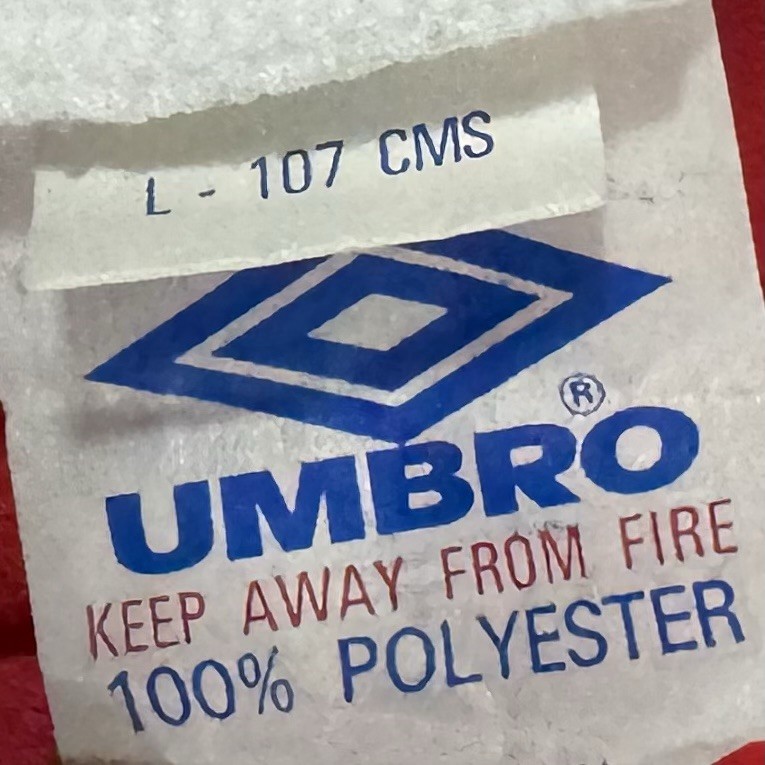 L - 107 CMS
®
UMBRO
KEEP AWAY FROM FIRE
100% POLYESTER